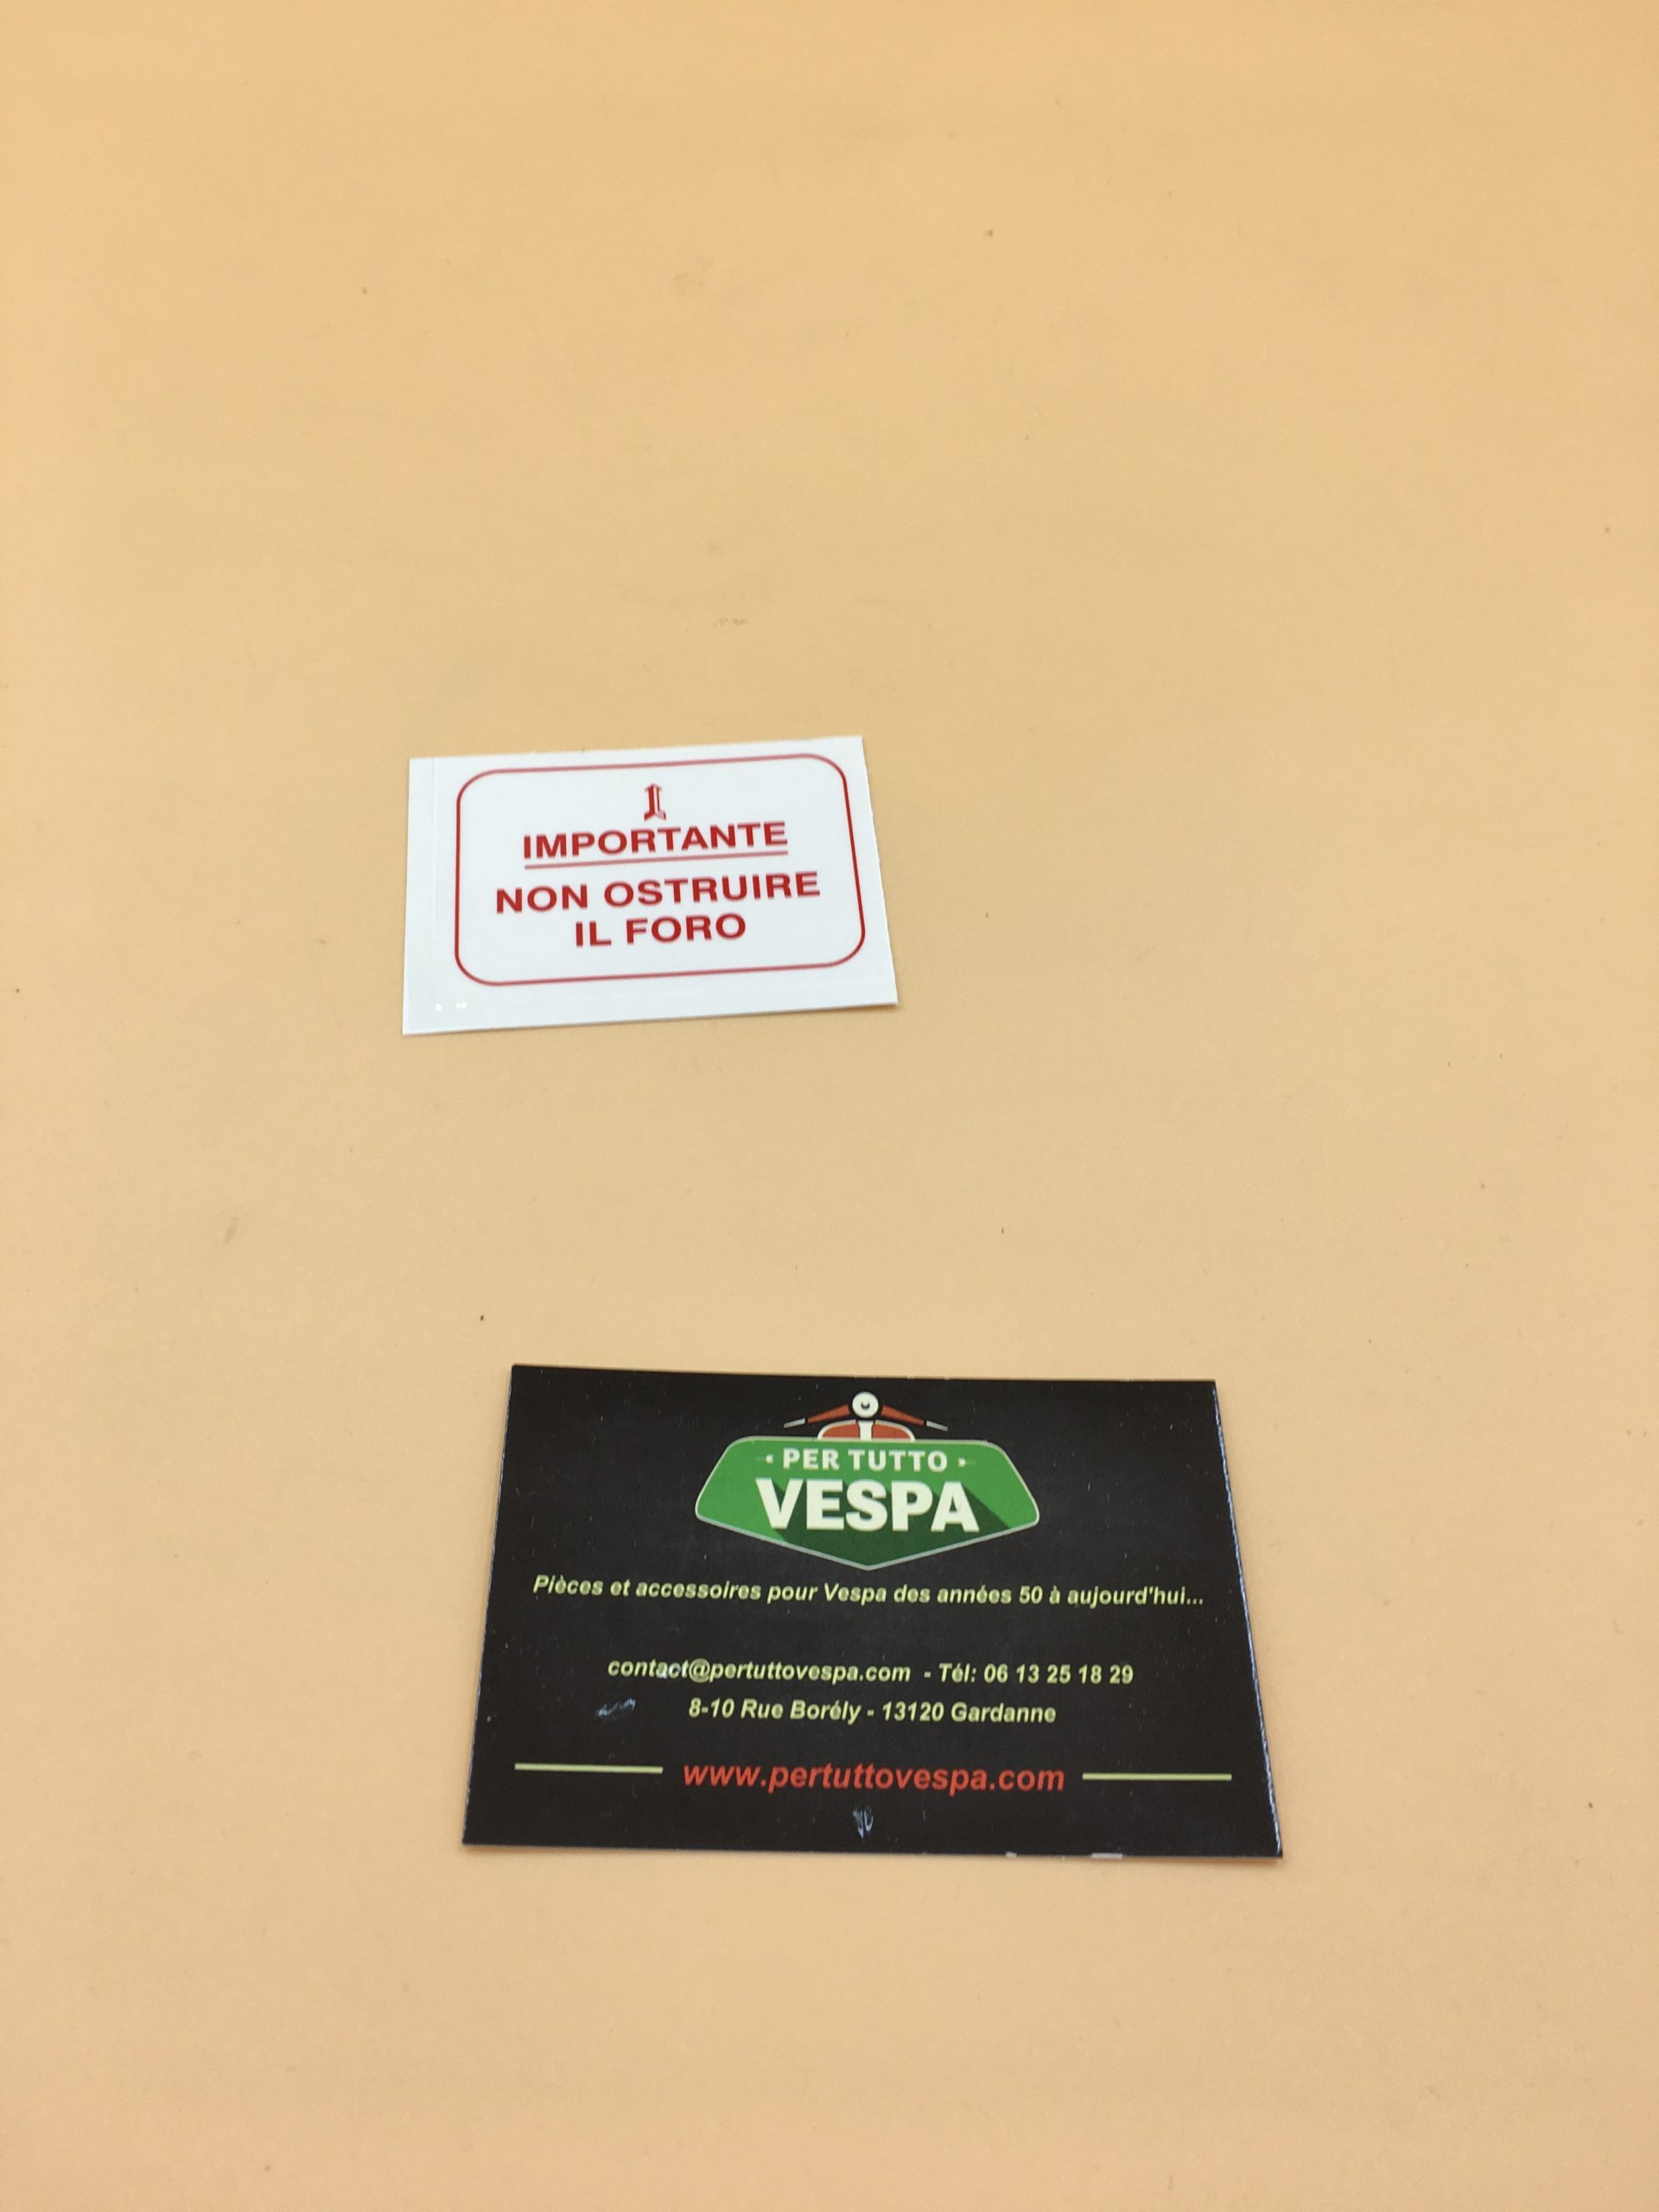 IMPORTANTE
NON OSTRUIRE
IL FORO
PER TUTTO
VESPA
Pièces et accessoires pour Vespa des années 50 à aujourd'hui...
contact@pertuttovespa.com - Tél: 06 13 25 18 29
8-10 Rue Borély - 13120 Gardanne
www.pertuttovespa.com